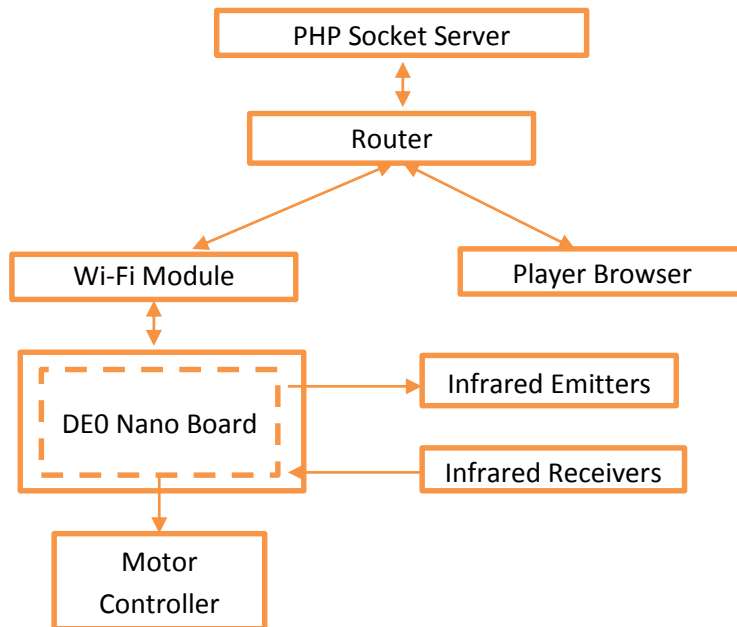 PHP Socket Server
Router
Wi-Fi Module
Player Browser
DE0 Nano Board
Infrared Emitters
Infrared Receivers
Motor
Controller